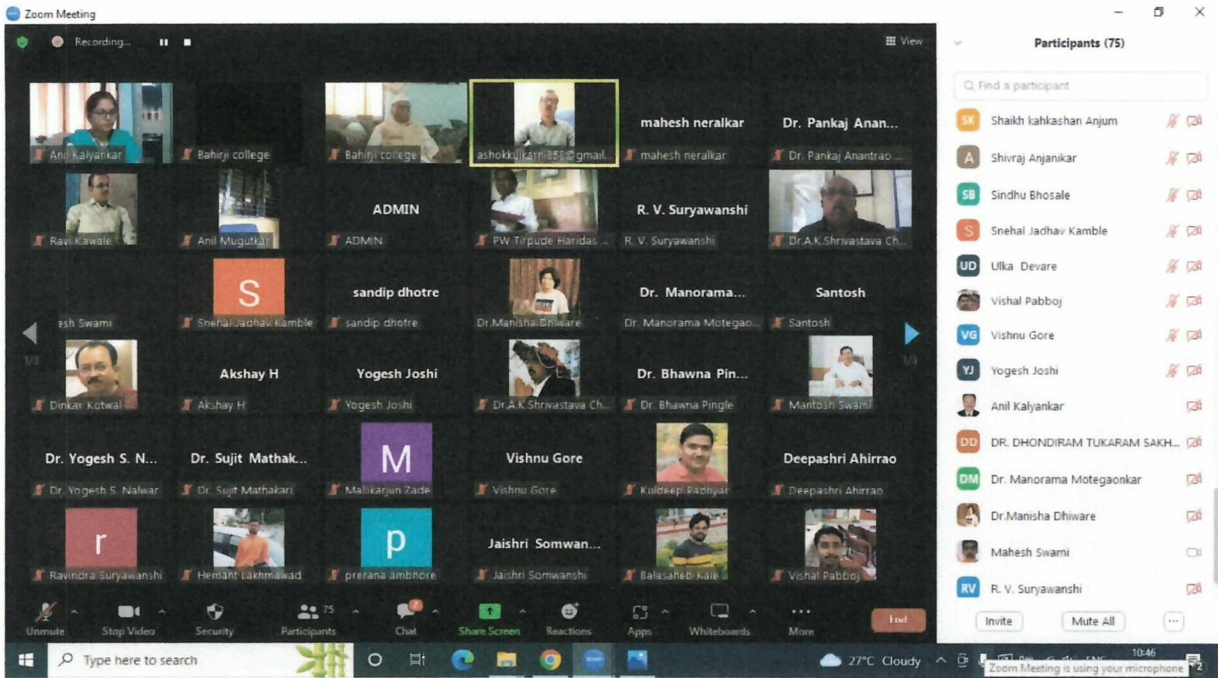 Zoom Meeting
Recording...
View
Anil Kalyankar
Bahirji college
Bahirji college
ashokkulkarni858@gmail...
mahesh neralkar
mahesh neralkar
Dr. Pankaj Anan...
Dr. Pankaj Anantrao ...
Ravi Kawale
Anil Mugutkar
ADMIN
ADMIN
PW Tirpude Haridas ...
R. V. Suryawanshi
R. V. Suryawanshi
Dr.A.K.Shrivastava Ch...
esh Swami
S
Snehal Jadhav Kamble
sandip dhotre
sandip dhotre
Dr.Manisha Dhiware
Dr. Manorama...
Dr. Manorama Motegao...
Santosh
Santosh
1/3
1/3
Dinkar Kotwal
Akshay H
Akshay H
Yogesh Joshi
Yogesh Joshi
Dr.A.K.Shrivastava Ch...
Dr. Bhawna Pin...
Dr. Bhawna Pingle
Mantosh Swami
Dr. Yogesh S. N...
Dr. Yogesh S. Nalwar
Dr. Sujit Mathak...
Dr. Sujit Mathakari
M
Mallikarjun Zade
Vishnu Gore
Vishnu Gore
Kuldeep Padhyar
Deepashri Ahirrao
Deepashri Ahirrao
r
Ravindra Suryawanshi
Hemant Lakhmawad
p
prerana ambhore
Jaishri Somwan...
Jaishri Somwanshi
Balasaheb Kale
Vishal Pabboj
Unmute
Stop Video
Security
75
Participants
2
Chat
Share Screen
Reactions
Apps
Whiteboards
More
End
Participants (75)
Find a participant
SK Shaikh kahkashan Anjum
A Shivraj Anjanikar
SB Sindhu Bhosale
S Snehal Jadhav Kamble
UD Ulka Devare
Vishal Pabboj
VG Vishnu Gore
YJ Yogesh Joshi
Anil Kalyankar
DD DR. DHONDIRAM TUKARAM SAKH...
DM Dr. Manorama Motegaonkar
Dr.Manisha Dhiware
Mahesh Swami
RV R. V. Suryawanshi
Invite
Mute All
...
Type here to search
27°C Cloudy
10:46
Zoom Meeting is using your microphone
2